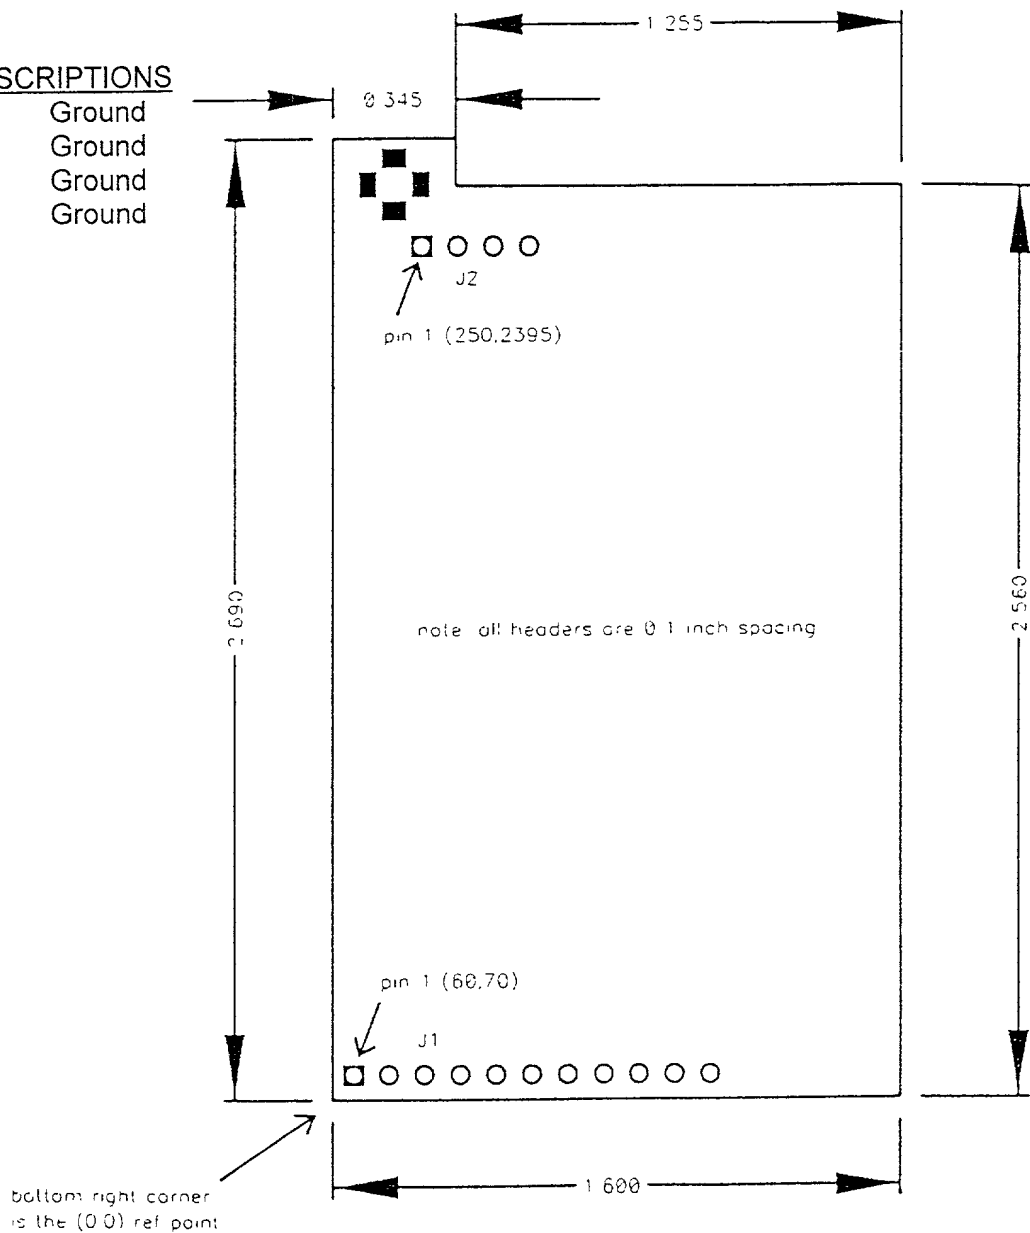 1 255
SCRIPTIONS
0 345
Ground
Ground
Ground
Ground
J2
pin 1 (250,2395)
2 690
2 560
note all headers are 0 1 inch spacing
pin 1 (60,70)
J1
1 600
bottom right corner
is the (0 0) ref point